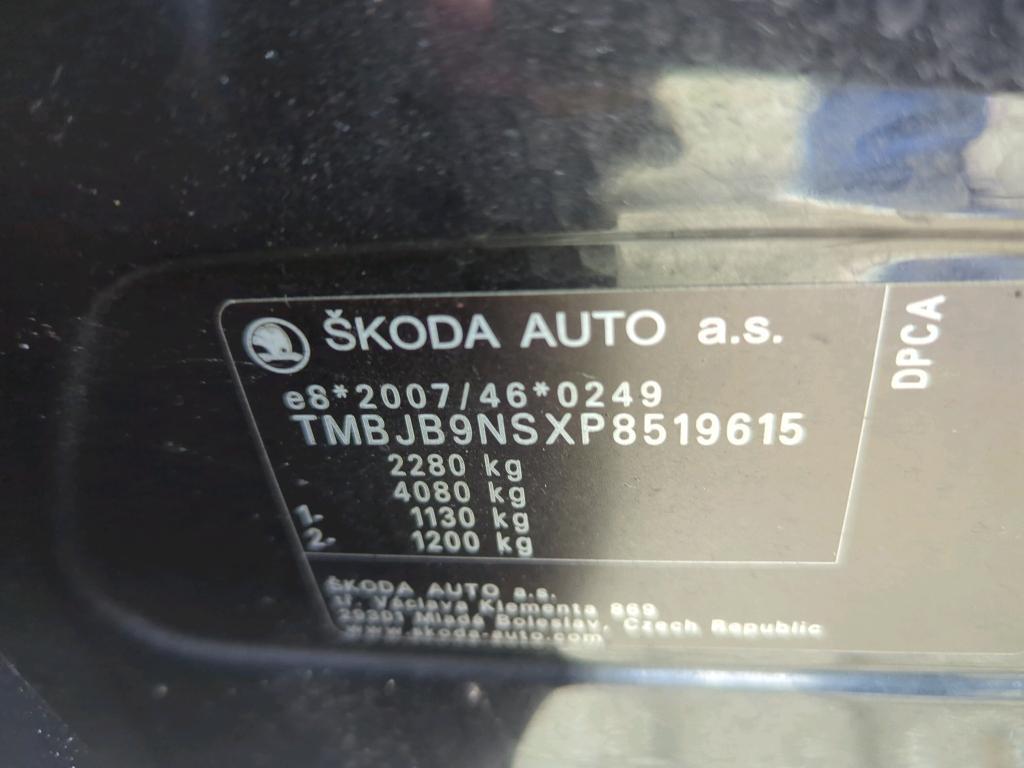 ŠKODA AUTO a.s.
e8*2007/46*0249
TMBJB9NSXP8519615
2280 kg
4080 kg
1. 1130 kg
2. 1200 kg
ŠKODA AUTO a.s.
tř. Václava Klementa 869
29301 Mladá Boleslav, Czech Republic
www.skoda-auto.com
DPCA